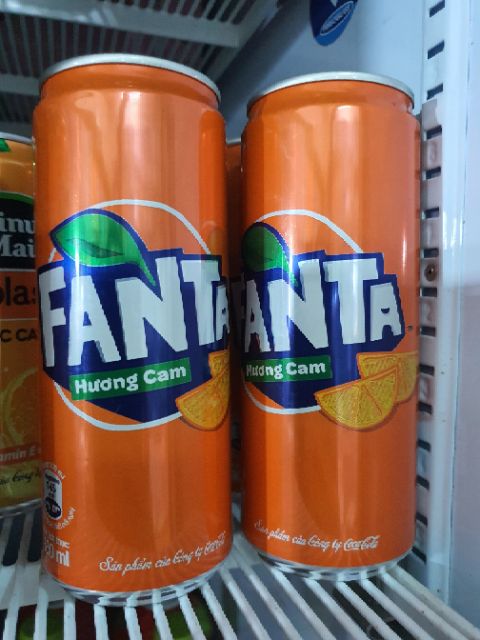 FANTA
Hương Cam
Sản phẩm của Công ty Coca-Cola
ml
FANTA
Hương Cam
Sản phẩm của Công ty Coca-Cola